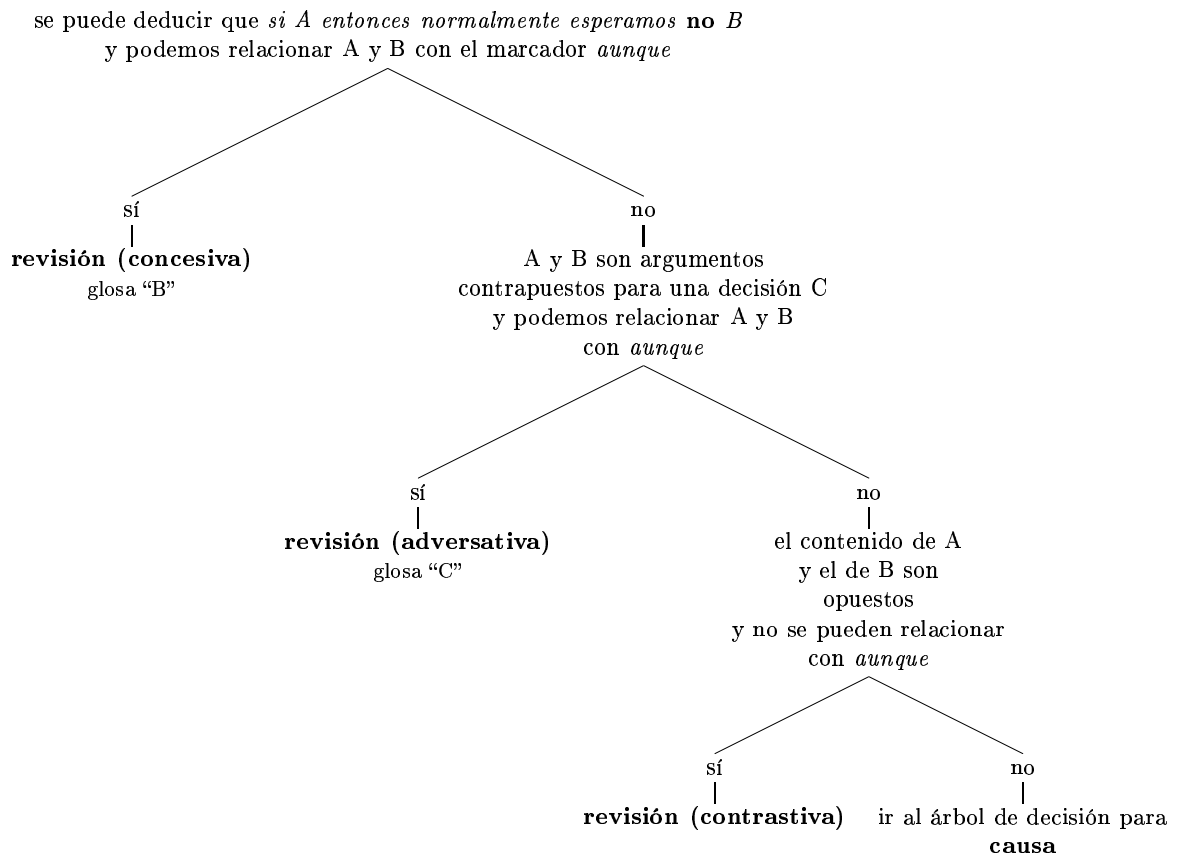 se puede deducir que si A entonces normalmente esperamos no B
y podemos relacionar A y B con el marcador aunque
sí
no
revisión (concesiva)
glosa “B”
A y B son argumentos
contrapuestos para una decisión C
y podemos relacionar A y B
con aunque
sí
no
revisión (adversativa)
glosa “C”
el contenido de A
y el de B son
opuestos
y no se pueden relacionar
con aunque
sí
no
revisión (contrastiva)
ir al árbol de decisión para
causa